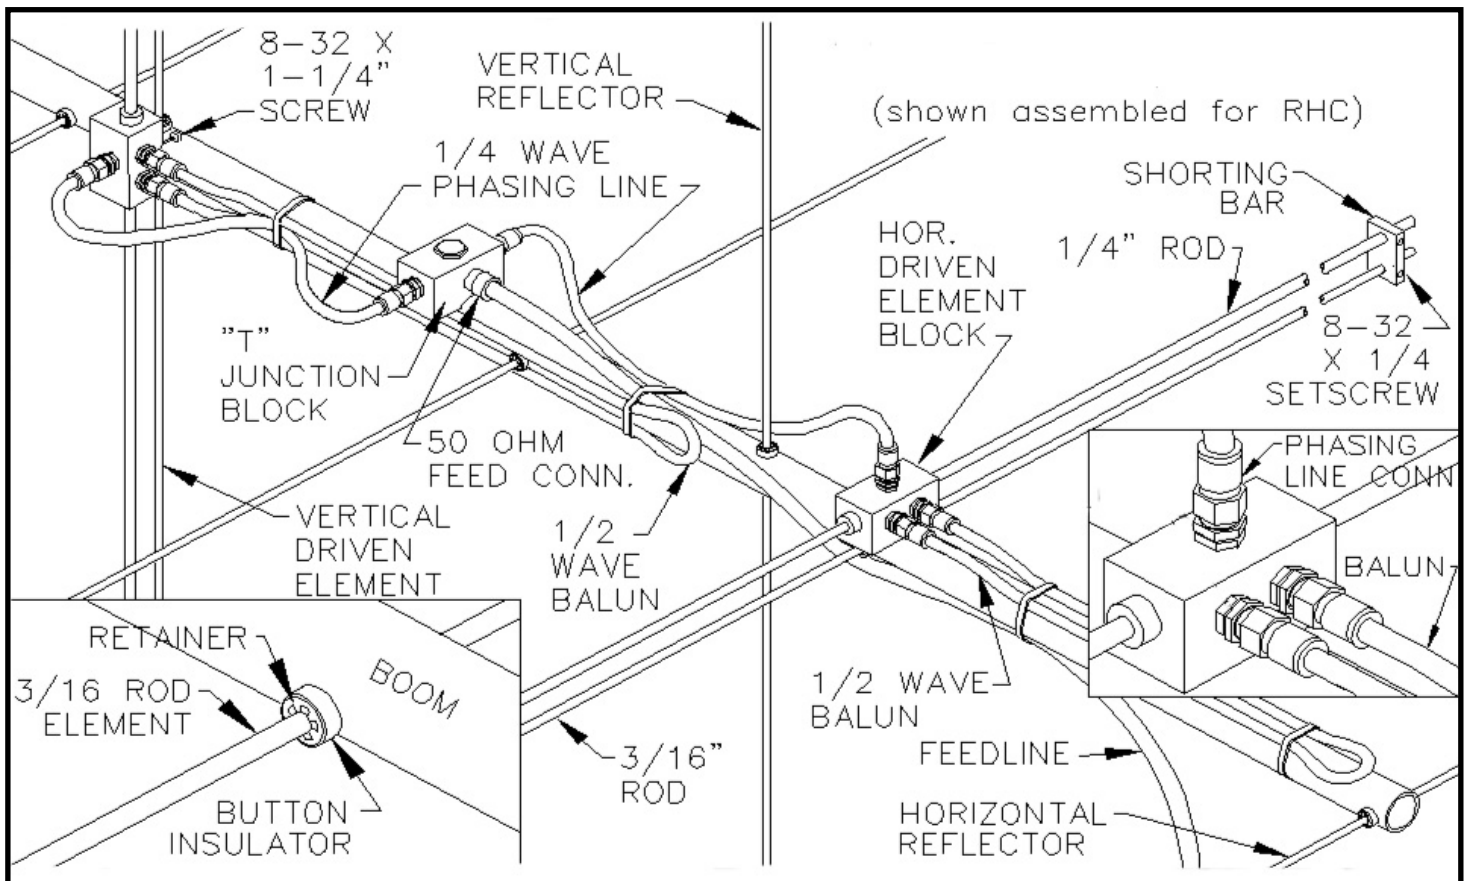 8-32 X
1-1/4"
SCREW
VERTICAL
REFLECTOR
(shown assembled for RHC)
1/4 WAVE
PHASING LINE
SHORTING
BAR
HOR.
DRIVEN
ELEMENT
BLOCK
1/4" ROD
8-32
X 1/4
SETSCREW
"T"
JUNCTION
BLOCK
50 OHM
FEED CONN.
PHASING
LINE CONN
VERTICAL
DRIVEN
ELEMENT
1/2
WAVE
BALUN
BALUN
RETAINER
BOOM
3/16 ROD
ELEMENT
1/2 WAVE
BALUN
3/16"
ROD
FEEDLINE
BUTTON
INSULATOR
HORIZONTAL
REFLECTOR